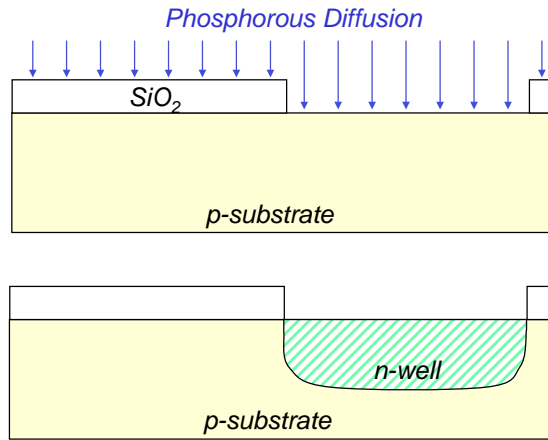 Phosphorous Diffusion
SiO₂
p-substrate
n-well
p-substrate